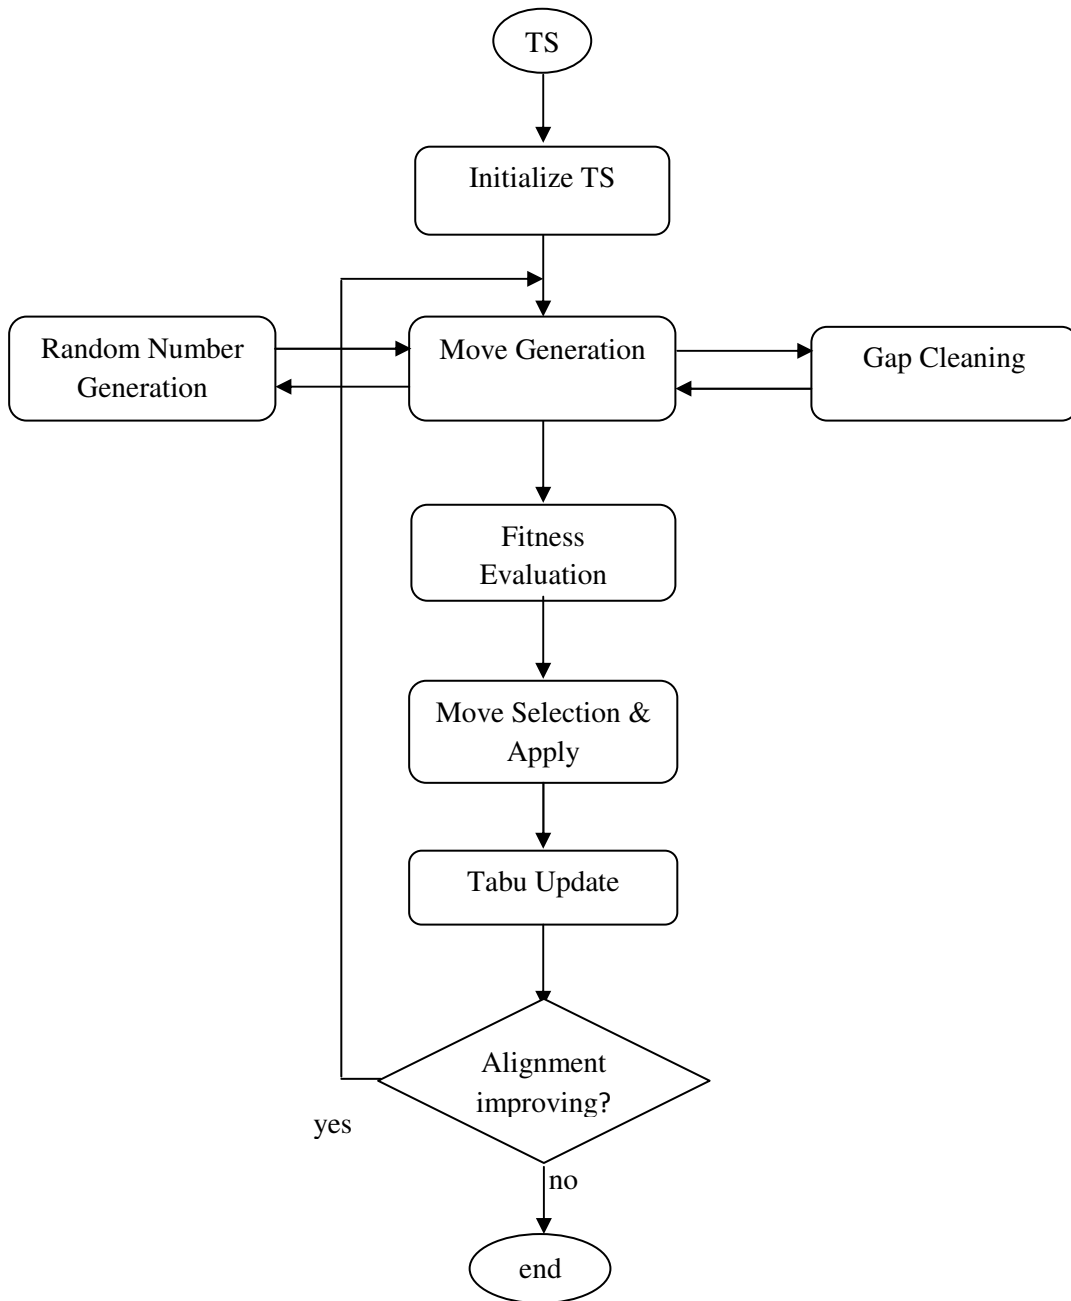 TS
Initialize TS
Random Number
Generation
Move Generation
Gap Cleaning
Fitness
Evaluation
Move Selection &
Apply
Tabu Update
Alignment
improving?
yes
no
end